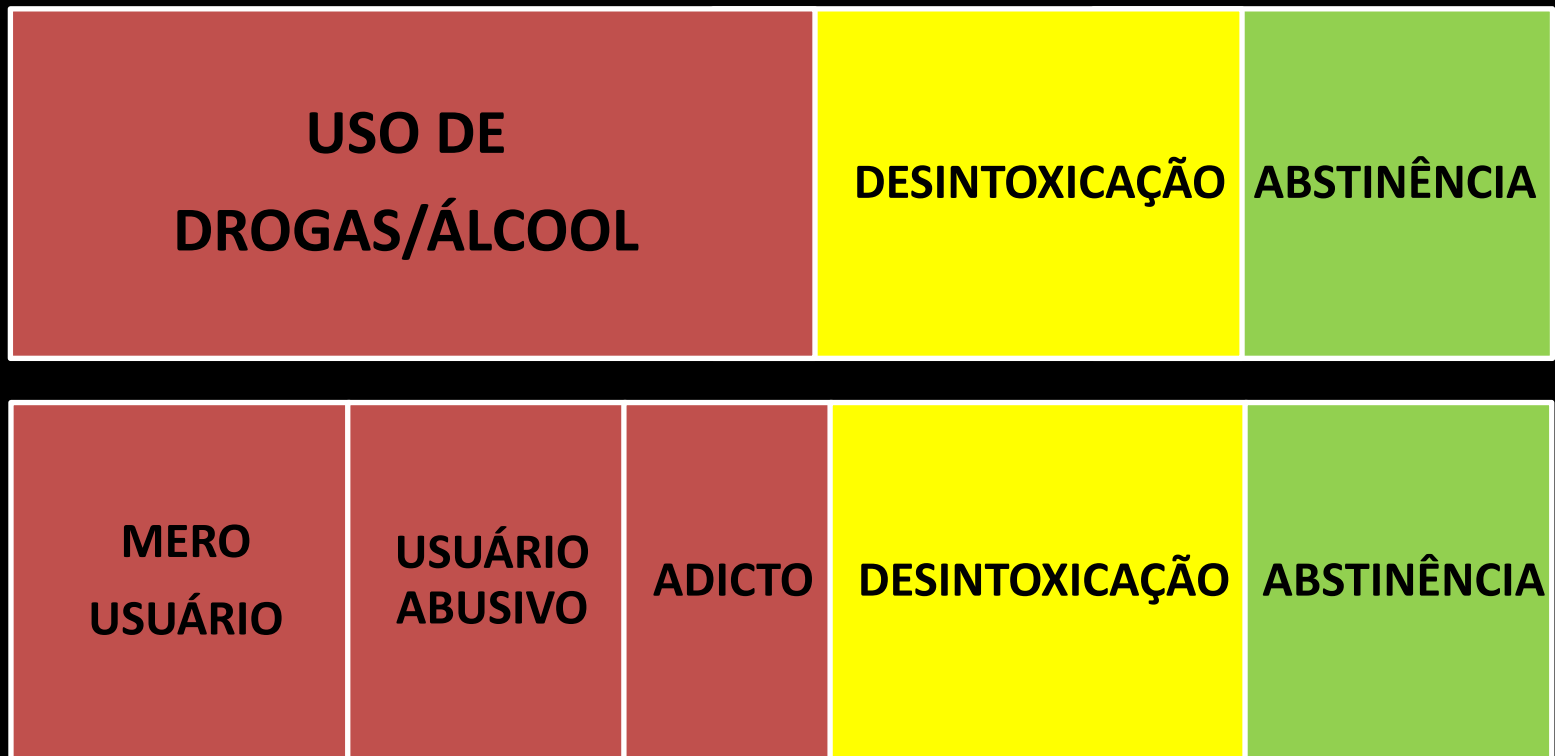 USO DE
DROGAS/ÁLCOOL
DESINTOXICAÇÃO
ABSTINÊNCIA
MERO
USUÁRIO
USUÁRIO
ABUSIVO
ADICTO
DESINTOXICAÇÃO
ABSTINÊNCIA